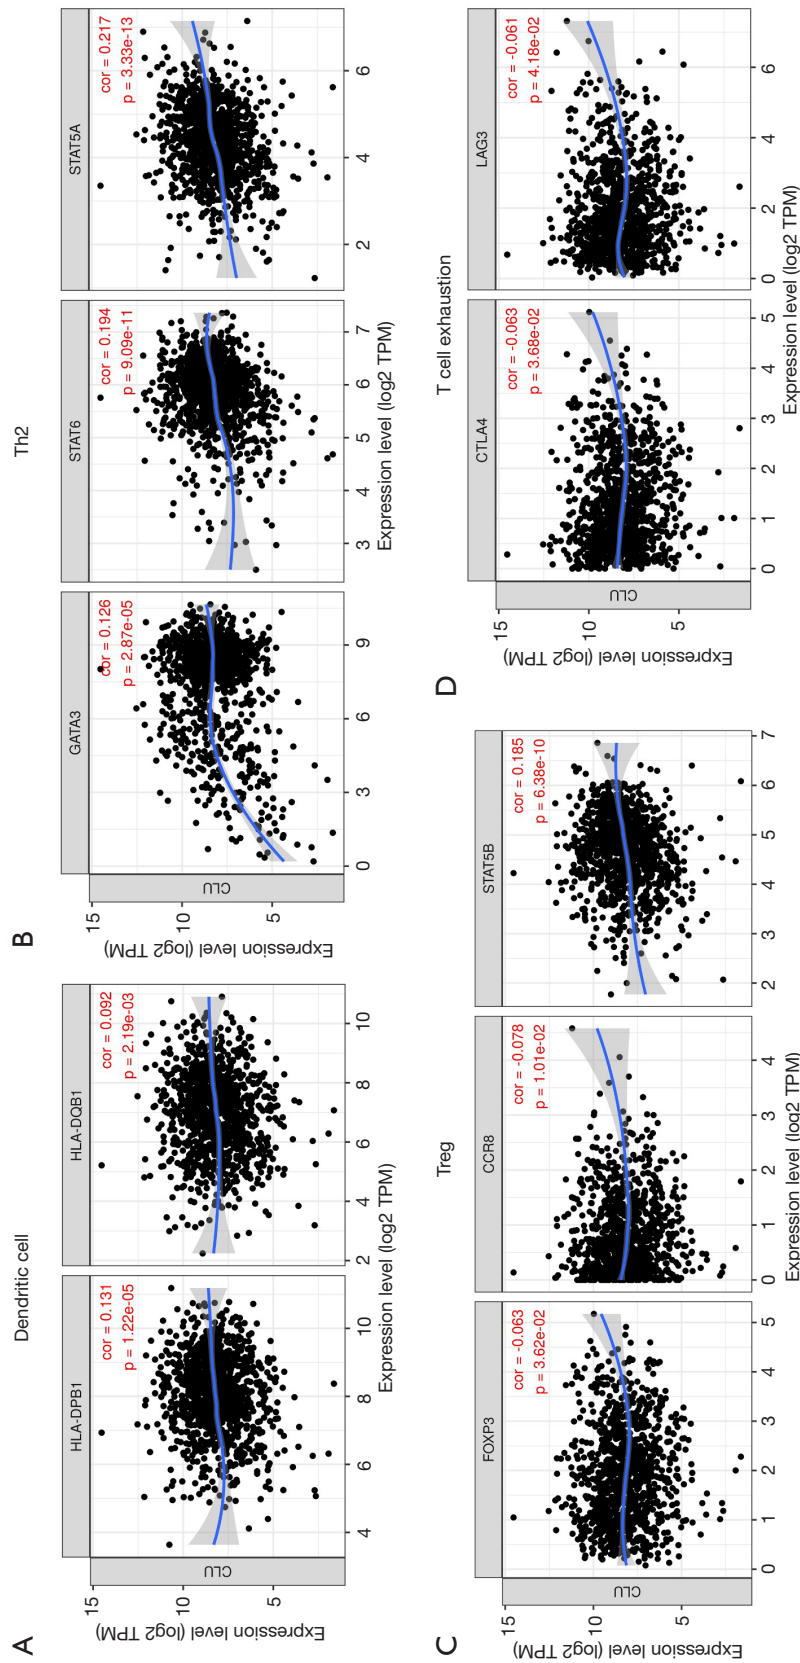 A
Dendritic cell
HLA-DPB1
HLA-DQB1
cor = 0.131
p = 1.22e-05
cor = 0.092
p = 2.19e-03
CLU
15
10
5
Expression level (log2 TPM)
4
6
8
10
2
4
6
8
10
Expression level (log2 TPM)
B
Th2
GATA3
STAT6
STAT5A
cor = 0.126
p = 2.87e-05
cor = 0.194
p = 9.09e-11
cor = 0.217
p = 3.33e-13
CLU
15
10
5
Expression level (log2 TPM)
0
3
6
9
3
4
5
6
7
2
4
6
Expression level (log2 TPM)
C
Treg
FOXP3
CCR8
STAT5B
cor = -0.063
p = 3.62e-02
cor = -0.078
p = 1.01e-02
cor = 0.185
p = 6.38e-10
CLU
15
10
5
Expression level (log2 TPM)
0
1
2
3
4
5
0
1
2
3
4
2
3
4
5
6
7
Expression level (log2 TPM)
D
T cell exhaustion
CTLA4
LAG3
cor = -0.063
p = 3.68e-02
cor = -0.061
p = 4.18e-02
CLU
15
10
5
Expression level (log2 TPM)
0
1
2
3
4
5
0
2
4
6
Expression level (log2 TPM)